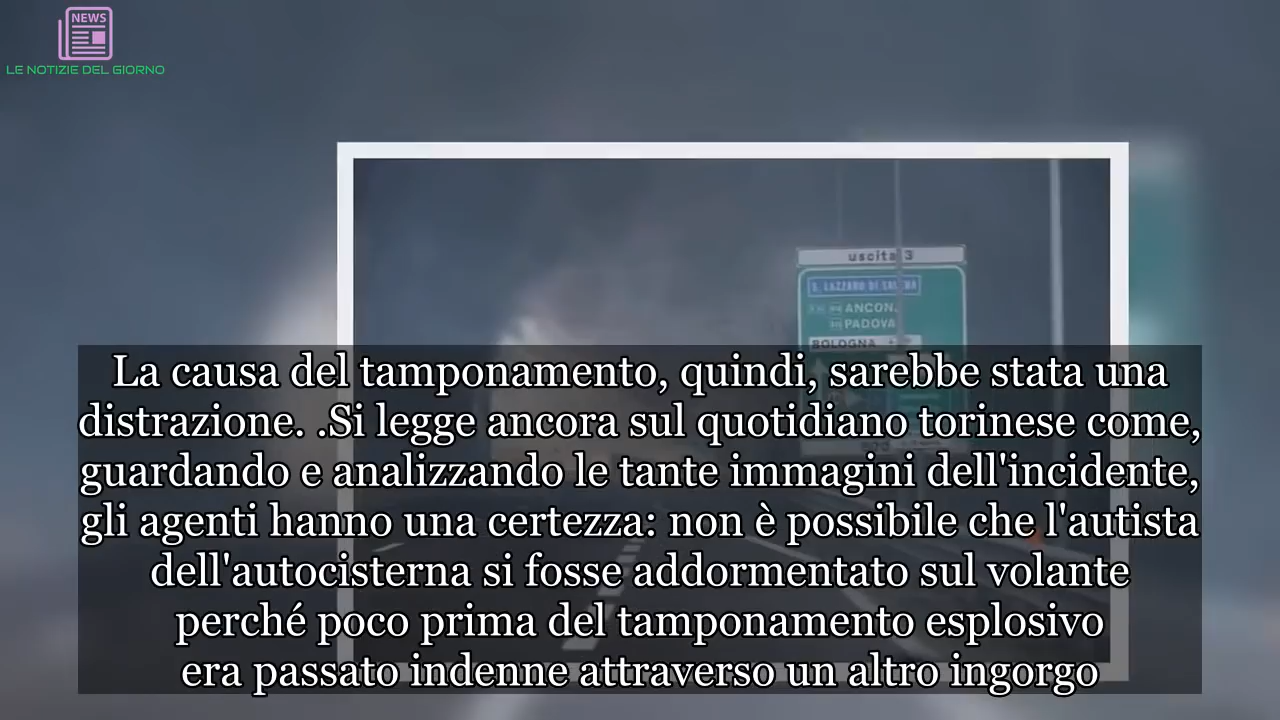 NEWS
LE NOTIZIE DEL GIORNO
uscita 3
S. LAZZARO DI SAVENA
ANCON
PADOVA
BOLOGNA
La causa del tamponamento, quindi, sarebbe stata una
distrazione. .Si legge ancora sul quotidiano torinese come,
guardando e analizzando le tante immagini dell'incidente,
gli agenti hanno una certezza: non è possibile che l'autista
dell'autocisterna si fosse addormentato sul volante
perché poco prima del tamponamento esplosivo
era passato indenne attraverso un altro ingorgo